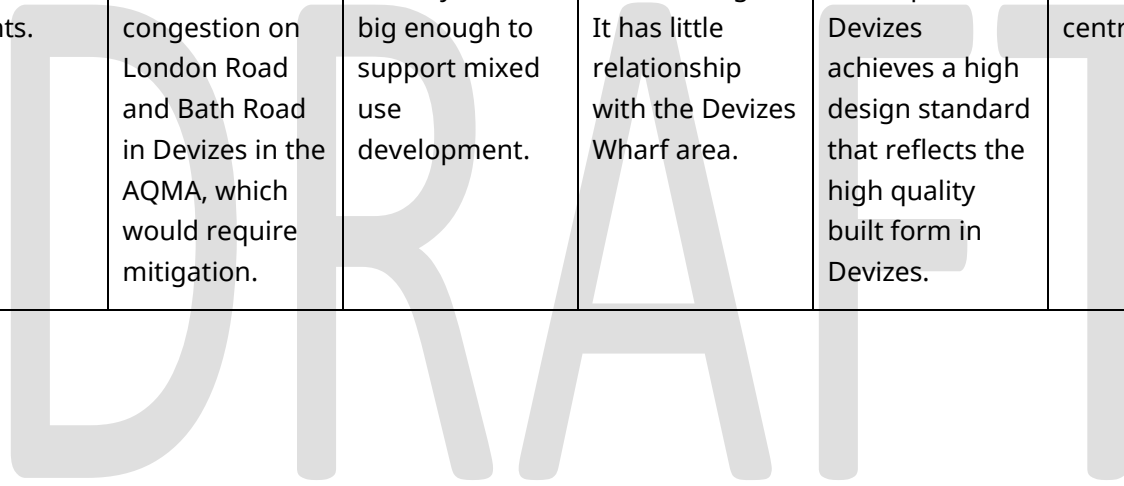 nts.
congestion on
London Road
and Bath Road
in Devizes in the
AQMA, which
would require
mitigation.
big enough to
support mixed
use
development.
It has little
relationship
with the Devizes
Wharf area.
Devizes
achieves a high
design standard
that reflects the
high quality
built form in
Devizes.
centr
DRAFT